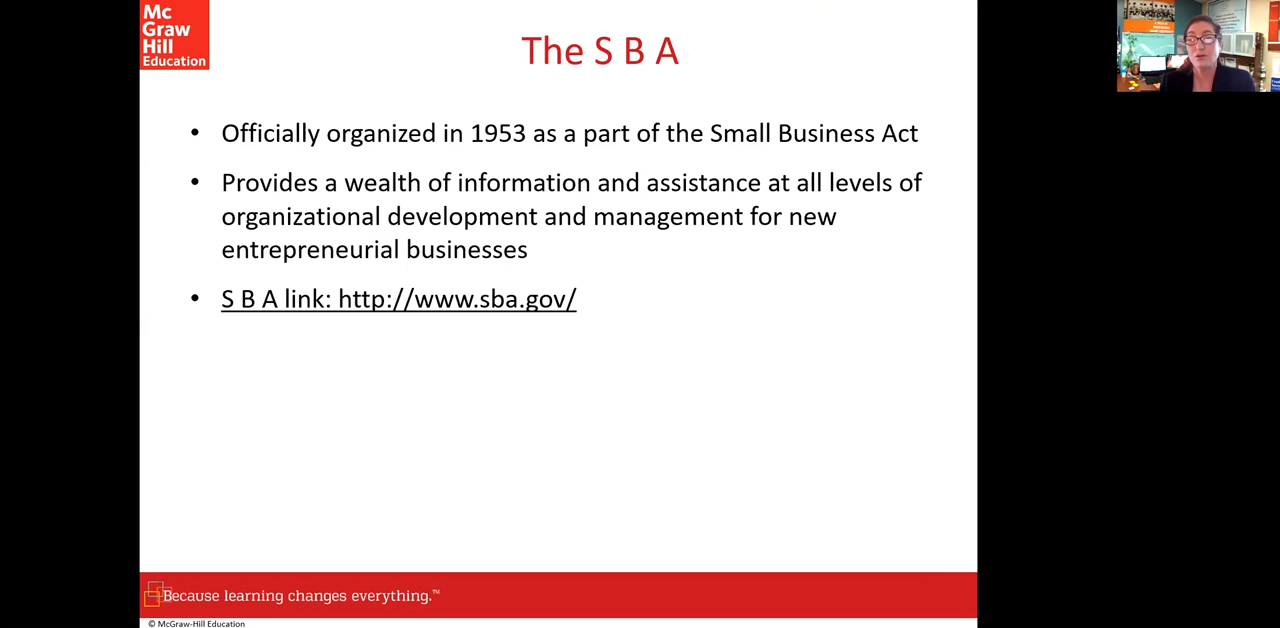 Mc
Graw
Hill
Education
The S B A
• Officially organized in 1953 as a part of the Small Business Act
• Provides a wealth of information and assistance at all levels of
organizational development and management for new
entrepreneurial businesses
• S B A link: http://www.sba.gov/
Because learning changes everything.™
© McGraw-Hill Education